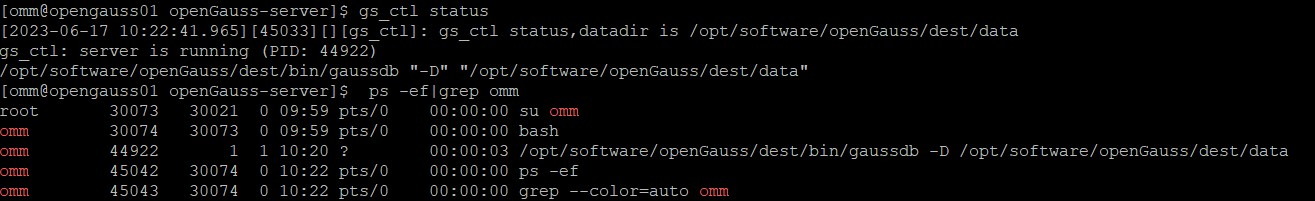 [omm@opengauss01 openGauss-server]$ gs_ctl status
[2023-06-17 10:22:41.965][45033][][gs_ctl]: gs_ctl status,datadir is /opt/software/openGauss/dest/data
gs_ctl: server is running (PID: 44922)
/opt/software/openGauss/dest/bin/gaussdb "-D" "/opt/software/openGauss/dest/data"
[omm@opengauss01 openGauss-server]$  ps -ef|grep omm
root      30073  30021  0 09:59 pts/0    00:00:00 su omm
omm       30074  30073  0 09:59 pts/0    00:00:00 bash
omm       44922      1  1 10:20 ?        00:00:03 /opt/software/openGauss/dest/bin/gaussdb -D /opt/software/openGauss/dest/data
omm       45042  30074  0 10:22 pts/0    00:00:00 ps -ef
omm       45043  30074  0 10:22 pts/0    00:00:00 grep --color=auto omm